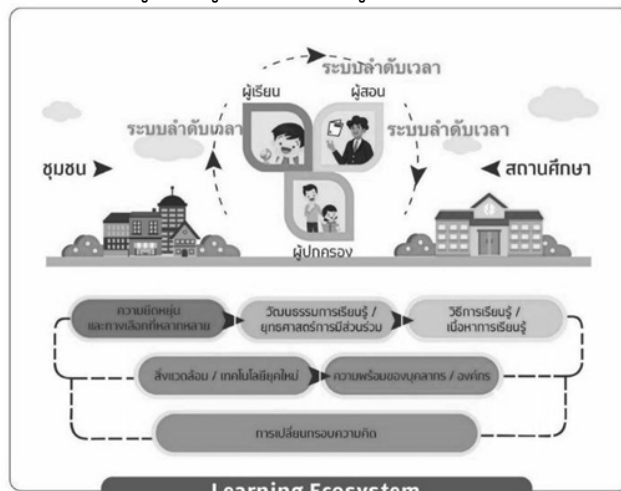 ระบบลำดับเวลา
ผู้เรียน ผู้สอน
ระบบลำดับเวลา ระบบลำดับเวลา
ชุมชน สถานศึกษา
ผู้ปกครอง
ความยืดหยุ่น
และทางเลือกที่หลากหลาย
วัฒนธรรมการเรียนรู้ /
ยุทธศาสตร์การมีส่วนร่วม
วิธีการเรียนรู้ /
เนื้อหาการเรียนรู้
สิ่งแวดล้อม / เทคโนโลยียุคใหม่
ความพร้อมของบุคลากร / องค์กร
การเปลี่ยนกรอบความคิด
Learning Ecosystem